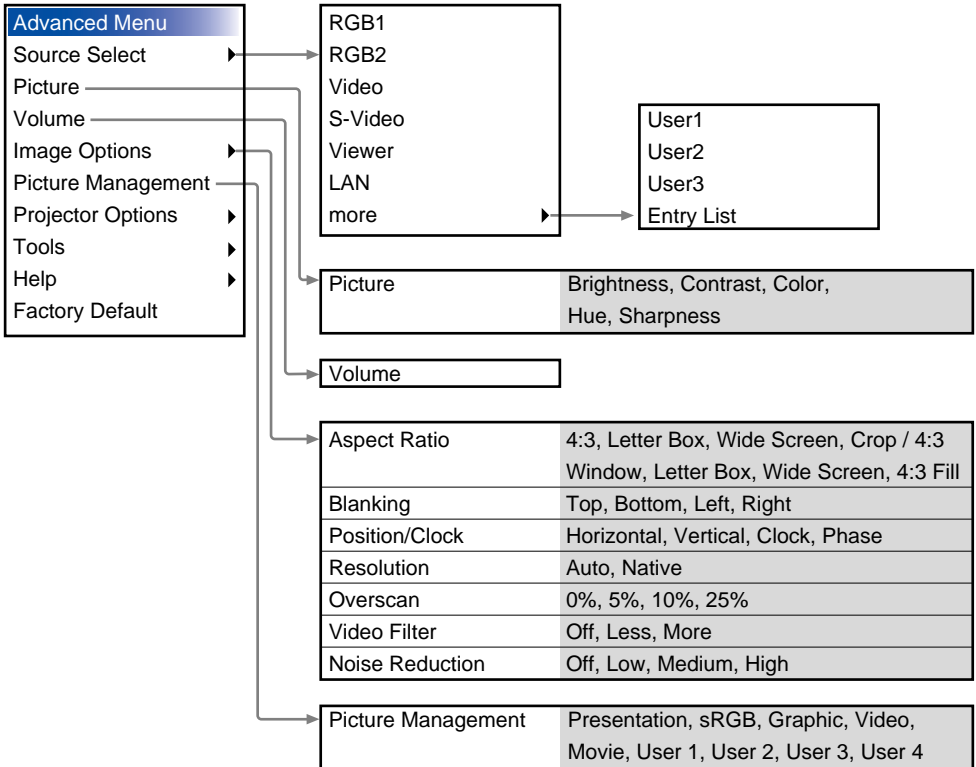 Advanced Menu
Source Select
Picture
Volume
Image Options
Picture Management
Projector Options
Tools
Help
Factory Default
RGB1
RGB2
Video
S-Video
Viewer
LAN
more
User1
User2
User3
Entry List
Picture Brightness, Contrast, Color,
Hue, Sharpness
Volume
Aspect Ratio 4:3, Letter Box, Wide Screen, Crop / 4:3
Window, Letter Box, Wide Screen, 4:3 Fill
Blanking Top, Bottom, Left, Right
Position/Clock Horizontal, Vertical, Clock, Phase
Resolution Auto, Native
Overscan 0%, 5%, 10%, 25%
Video Filter Off, Less, More
Noise Reduction Off, Low, Medium, High
Picture Management Presentation, sRGB, Graphic, Video,
Movie, User 1, User 2, User 3, User 4